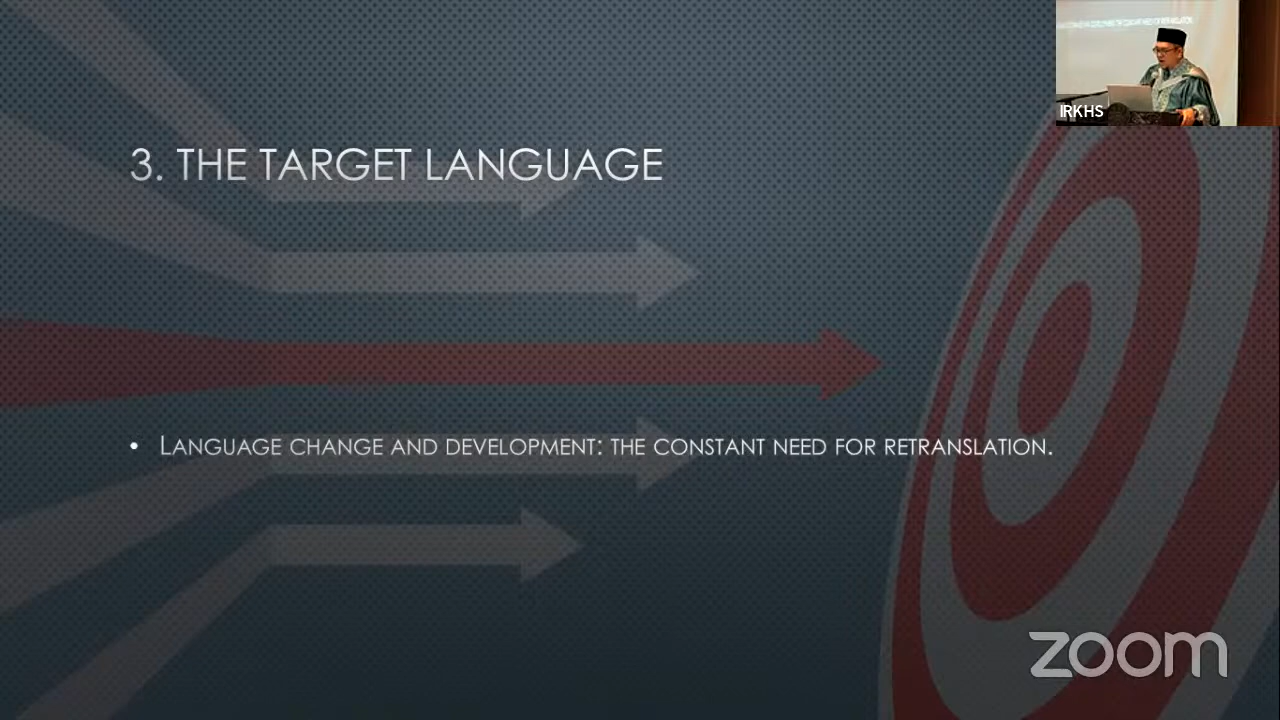 IRKHS
3. THE TARGET LANGUAGE
• LANGUAGE CHANGE AND DEVELOPMENT: THE CONSTANT NEED FOR RETRANSLATION.
zoom